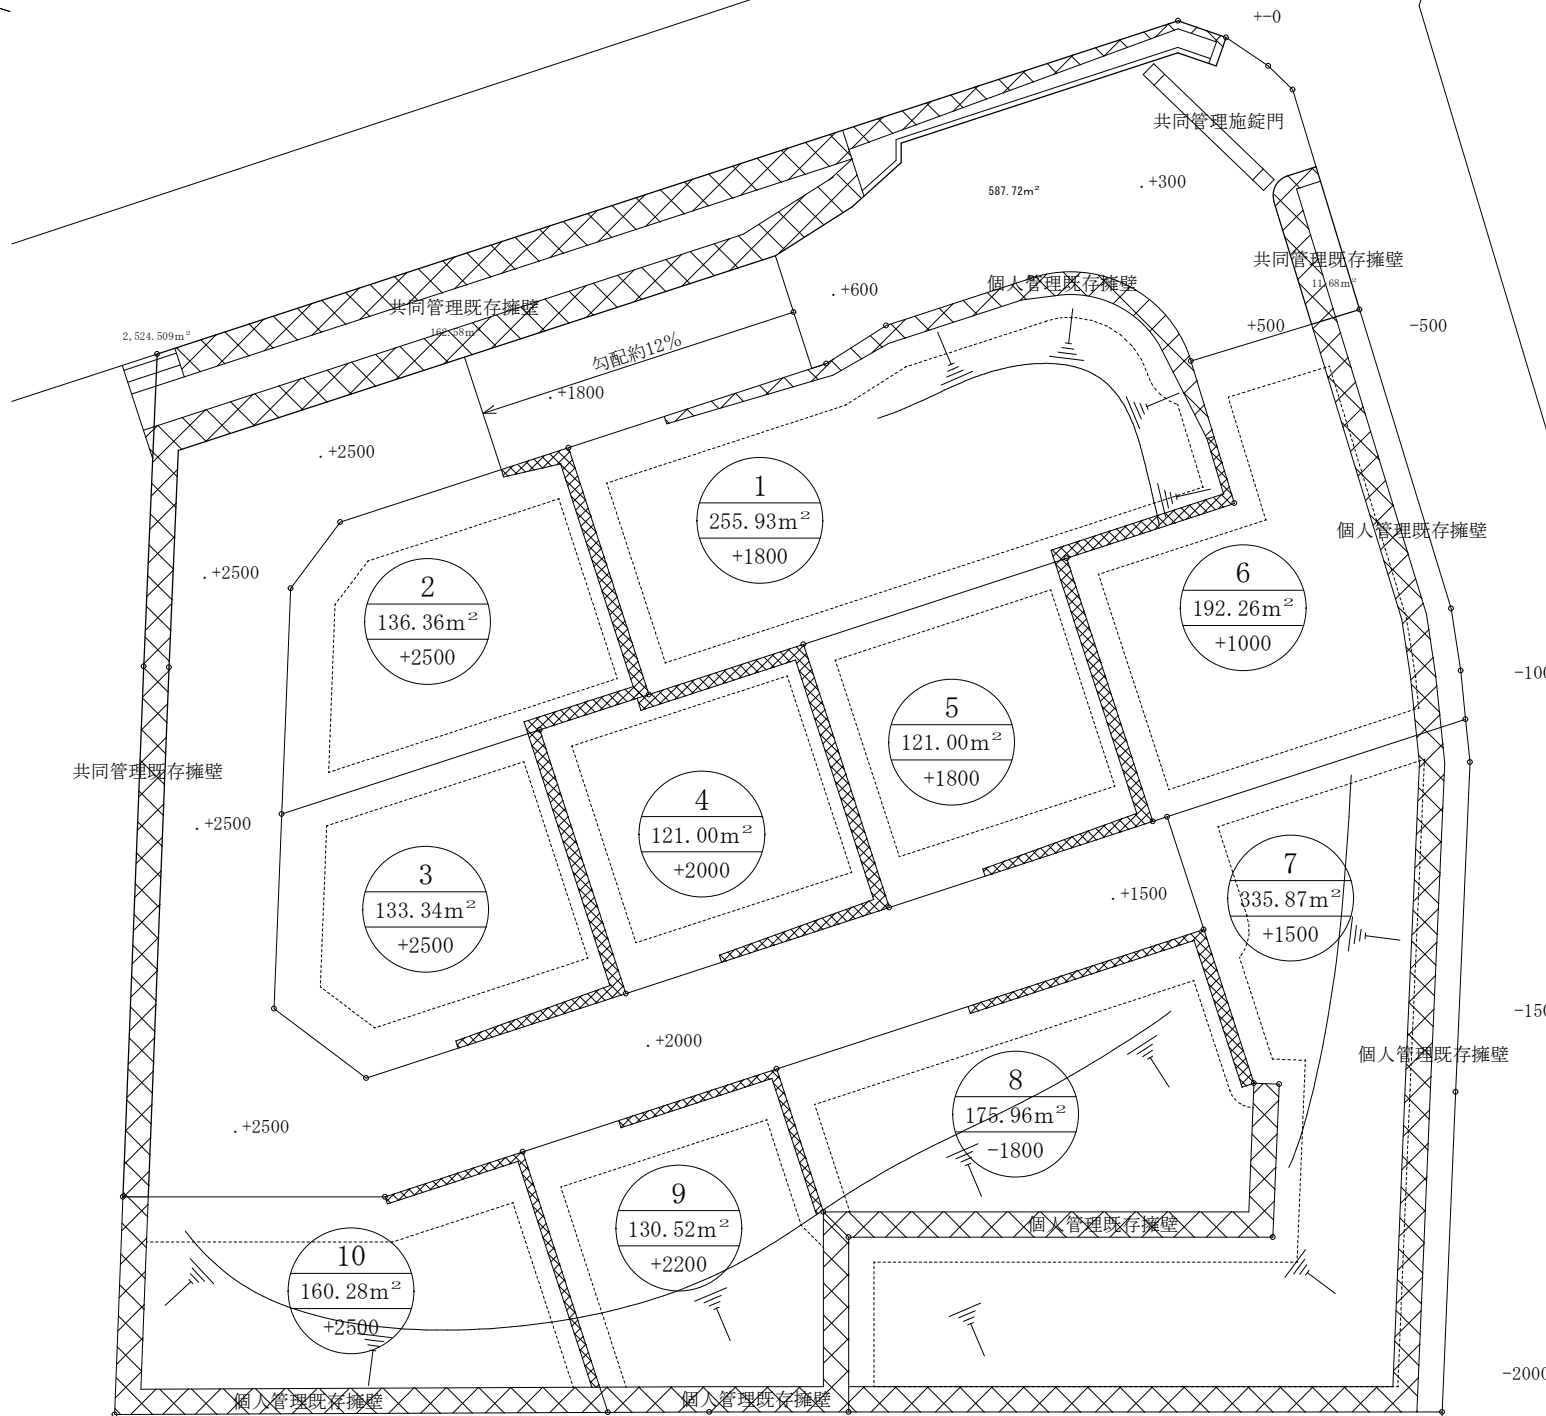 +-0
共同管理施錠門
587.72m²
.+300
共同管理既存擁壁
11.68m²
個人管理既存擁壁
.+600
共同管理既存擁壁
162.58m²
2,524.509m²
+500
-500
勾配約12%
.+1800
.+2500
1
255.93m²
+1800
個人管理既存擁壁
.+2500
2
136.36m²
+2500
6
192.26m²
+1000
5
121.00m²
+1800
共同管理既存擁壁
.+2500
4
121.00m²
+2000
3
133.34m²
+2500
7
335.87m²
+1500
.+1500
.+2000
個人管理既存擁壁
8
175.96m²
-1800
.+2500
9
130.52m²
+2200
個人管理既存擁壁
10
160.28m²
+2500
-2000
個人管理既存擁壁
個人管理既存擁壁